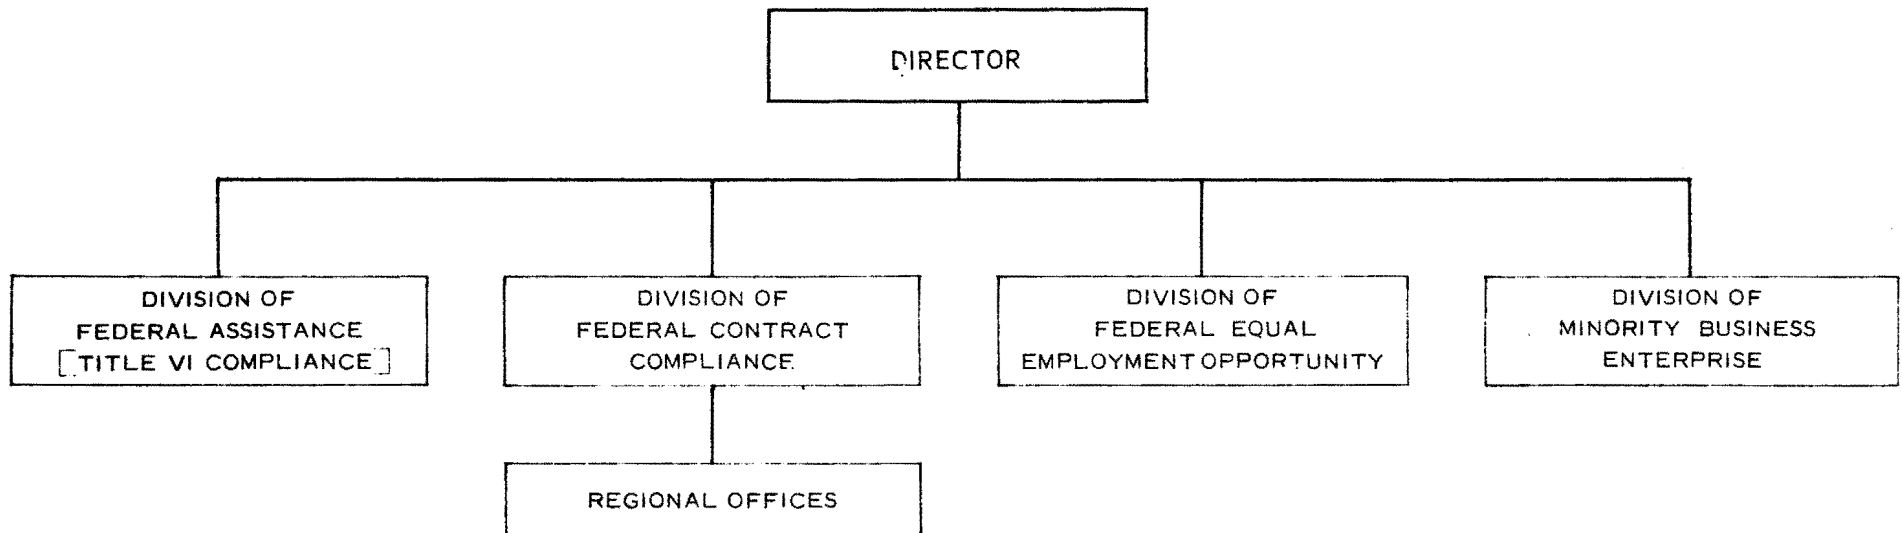 DIRECTOR
DIVISION OF
FEDERAL ASSISTANCE
[TITLE VI COMPLIANCE]
DIVISION OF
FEDERAL CONTRACT
COMPLIANCE
DIVISION OF
FEDERAL EQUAL
EMPLOYMENT OPPORTUNITY
DIVISION OF
MINORITY BUSINESS
ENTERPRISE
REGIONAL OFFICES